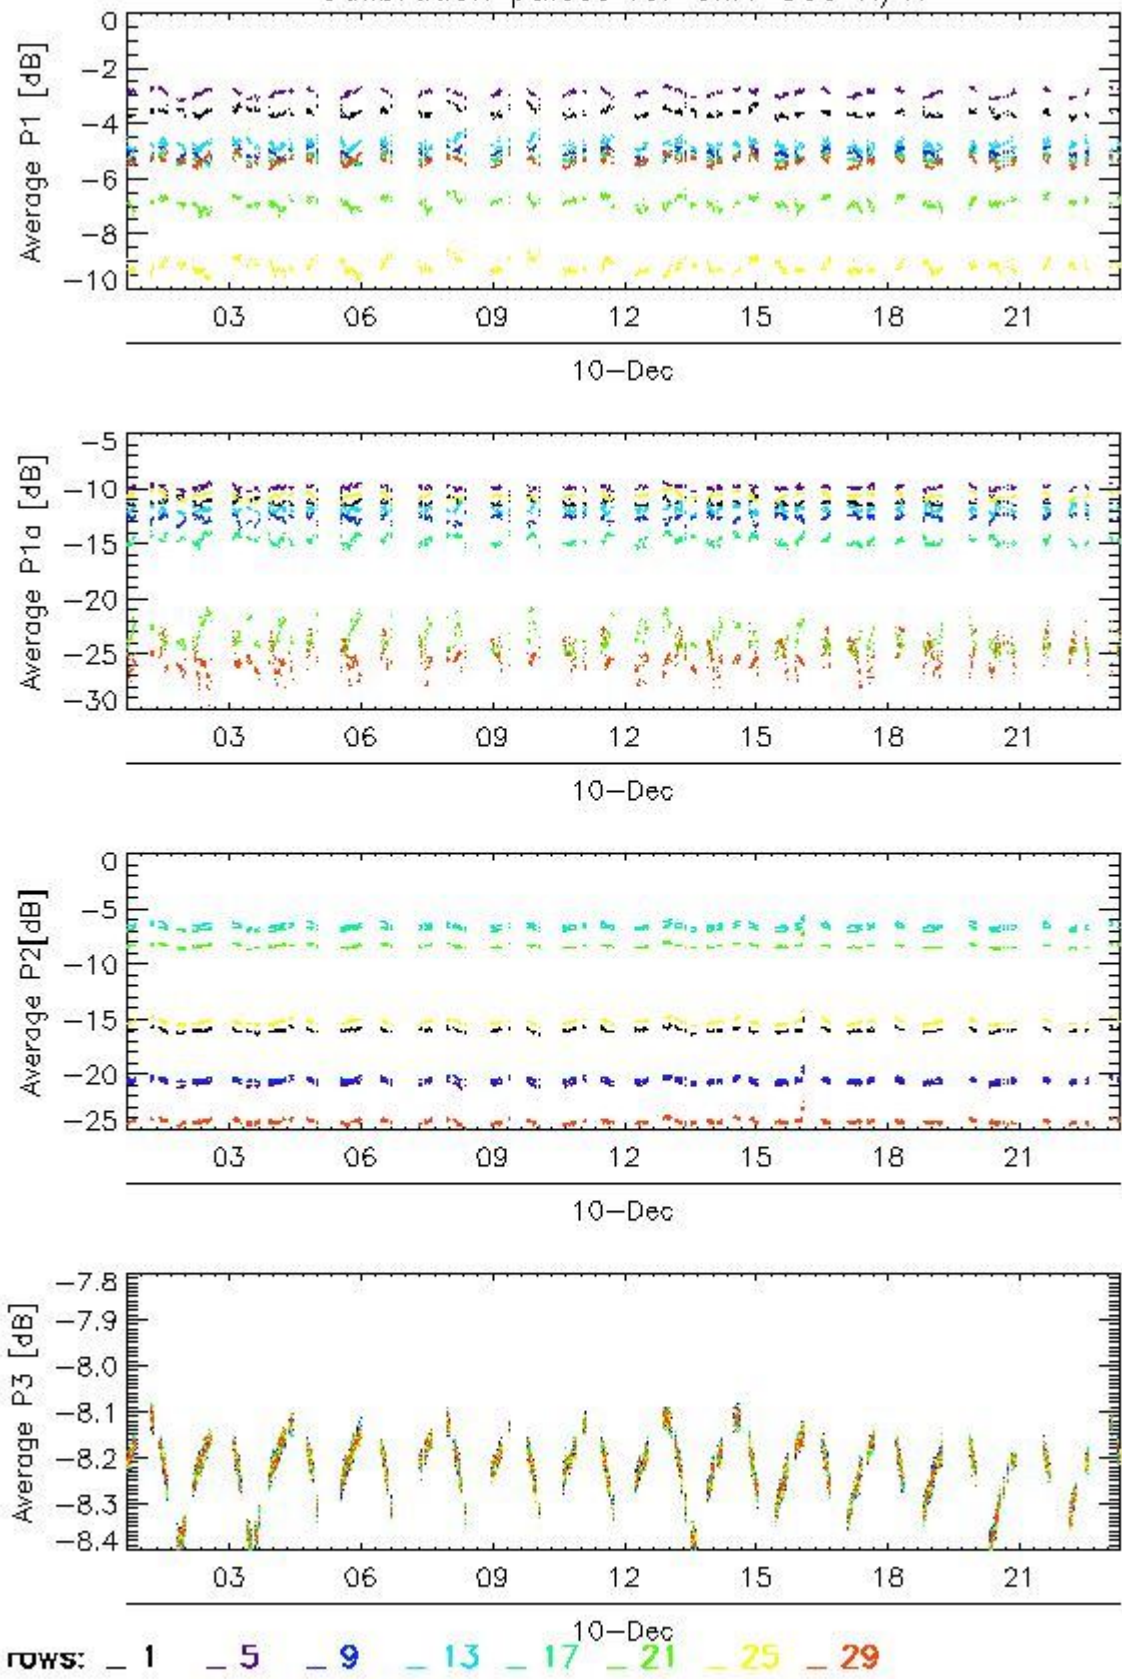 0
−2
−4
−6
−8
−10
Average P1 [dB]
03 06 09 12 15 18 21
10−Dec
−5
−10
−15
−20
−25
−30
Average P1a [dB]
03 06 09 12 15 18 21
10−Dec
0
−5
−10
−15
−20
−25
Average P2[dB]
03 06 09 12 15 18 21
10−Dec
−7.8
−7.9
−8.0
−8.1
−8.2
−8.3
−8.4
Average P3 [dB]
03 06 09 12 15 18 21
10−Dec
rows: _ 1 _ 5 _ 9 _ 13 _ 17 _ 21 _ 25 _ 29